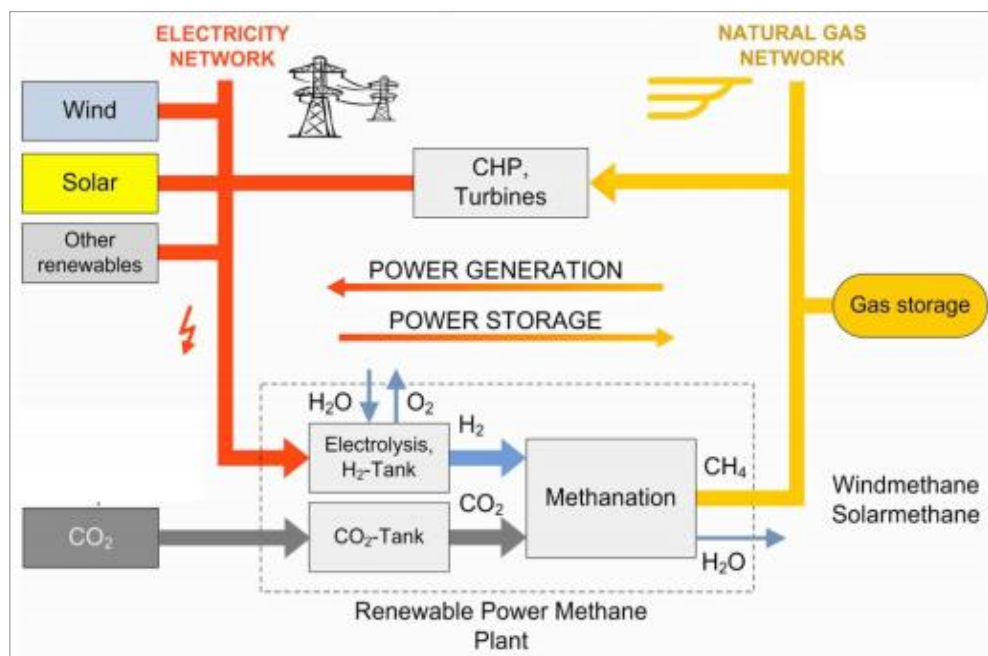 ELECTRICITY
NETWORK
NATURAL GAS
NETWORK
Wind
Solar
Other
renewables
CHP,
Turbines
POWER GENERATION
POWER STORAGE
Gas storage
H₂O
O₂
Electrolysis,
H₂-Tank
H₂
CO₂
CO₂-Tank
CO₂
Methanation
CH₄
H₂O
Windmethane
Solarmethane
Renewable Power Methane
Plant